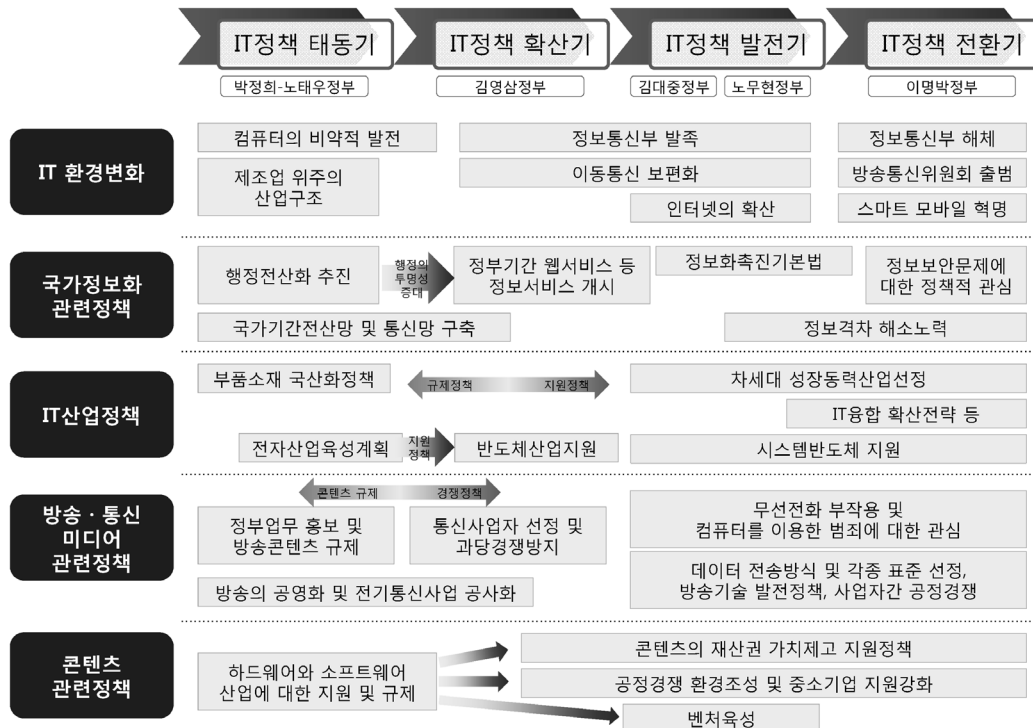 IT정책 태동기
IT정책 확산기
IT정책 발전기
IT정책 전환기
박정희-노태우정부
김영삼정부
김대중정부
노무현정부
이명박정부
IT 환경변화
컴퓨터의 비약적 발전
정보통신부 발족
정보통신부 해체
제조업 위주의
산업구조
이동통신 보편화
방송통신위원회 출범
인터넷의 확산
스마트 모바일 혁명
국가정보화
관련정책
행정전산화 추진
행정의
투명성
증대
정부기간 웹서비스 등
정보서비스 개시
정보화촉진기본법
정보보안문제에
대한 정책적 관심
국가기간전산망 및 통신망 구축
정보격차 해소노력
IT산업정책
부품소재 국산화정책
규제정책
지원정책
차세대 성장동력산업선정
IT융합 확산전략 등
전자산업육성계획
지원
정책
반도체산업지원
시스템반도체 지원
방송 · 통신
미디어
관련정책
콘텐츠 규제
경쟁정책
정부업무 홍보 및
방송콘텐츠 규제
통신사업자 선정 및
과당경쟁방지
무선전화 부작용 및
컴퓨터를 이용한 범죄에 대한 관심
방송의 공영화 및 전기통신사업 공사화
데이터 전송방식 및 각종 표준 선정,
방송기술 발전정책, 사업자간 공정경쟁
콘텐츠
관련정책
하드웨어와 소프트웨어
산업에 대한 지원 및 규제
콘텐츠의 재산권 가치제고 지원정책
공정경쟁 환경조성 및 중소기업 지원강화
벤처육성